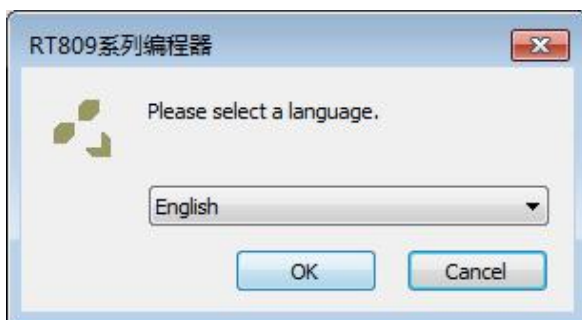 RT809系列编程器
Please select a language.
English
OK
Cancel